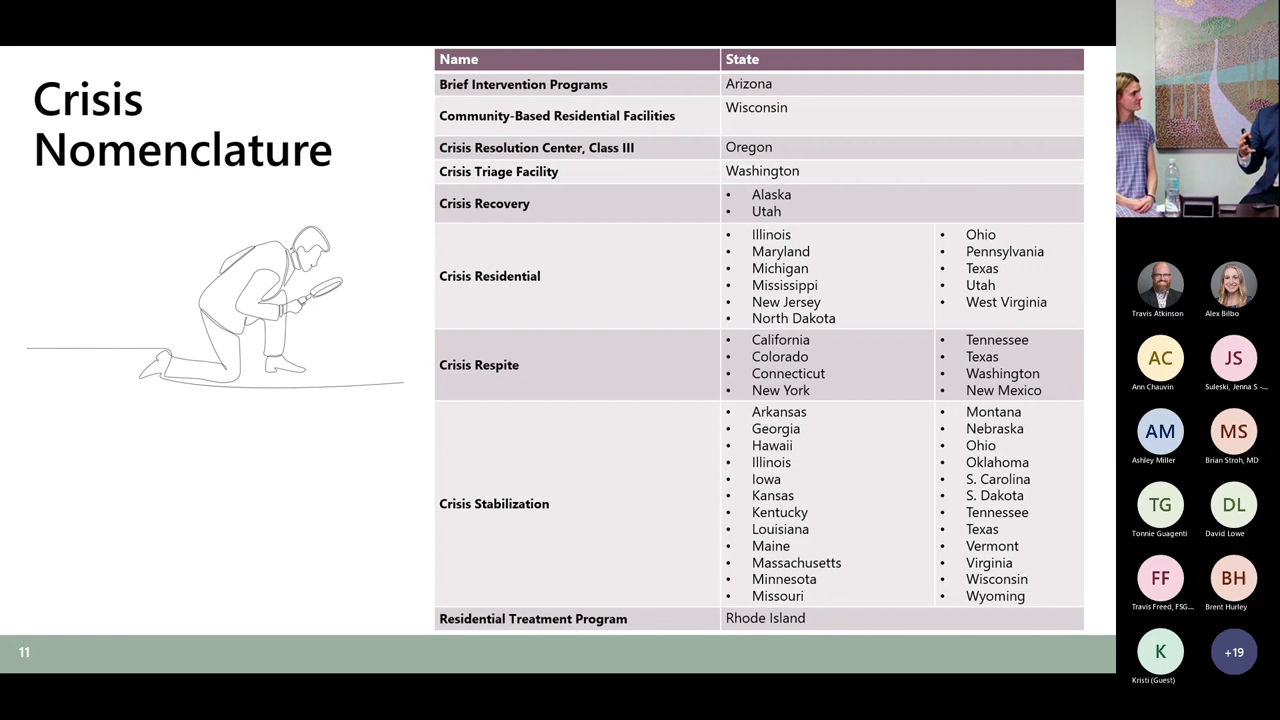 Crisis
Nomenclature
Name State
Brief Intervention Programs Arizona
Community-Based Residential Facilities Wisconsin
Crisis Resolution Center, Class III Oregon
Crisis Triage Facility Washington
Crisis Recovery
• Alaska
• Utah
Crisis Residential
• Illinois
• Maryland
• Michigan
• Mississippi
• New Jersey
• North Dakota
• Ohio
• Pennsylvania
• Texas
• Utah
• West Virginia
Crisis Respite
• California
• Colorado
• Connecticut
• New York
• Tennessee
• Texas
• Washington
• New Mexico
Crisis Stabilization
• Arkansas
• Georgia
• Hawaii
• Illinois
• Iowa
• Kansas
• Kentucky
• Louisiana
• Maine
• Massachusetts
• Minnesota
• Missouri
• Montana
• Nebraska
• Ohio
• Oklahoma
• S. Carolina
• S. Dakota
• Tennessee
• Texas
• Vermont
• Virginia
• Wisconsin
• Wyoming
Residential Treatment Program Rhode Island
11
Travis Atkinson
Alex Bilbo
AC
Ann Chauvin
JS
Suleski, Jenna S -...
AM
Ashley Miller
MS
Brian Stroh, MD
TG
Tonnie Guagenti
DL
David Lowe
FF
Travis Freed, FSG...
BH
Brent Hurley
K
Kristi (Guest)
+19